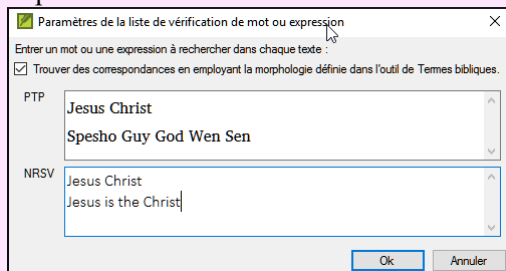 Paramètres de la liste de vérification de mot ou expression
Entrer un mot ou une expression à rechercher dans chaque texte :
Trouver des correspondances en employant la morphologie définie dans l'outil de Termes bibliques.
PTP
Jesus Christ
Spesho Guy God Wen Sen
NRSV
Jesus Christ
Jesus is the Christ
Ok Annuler